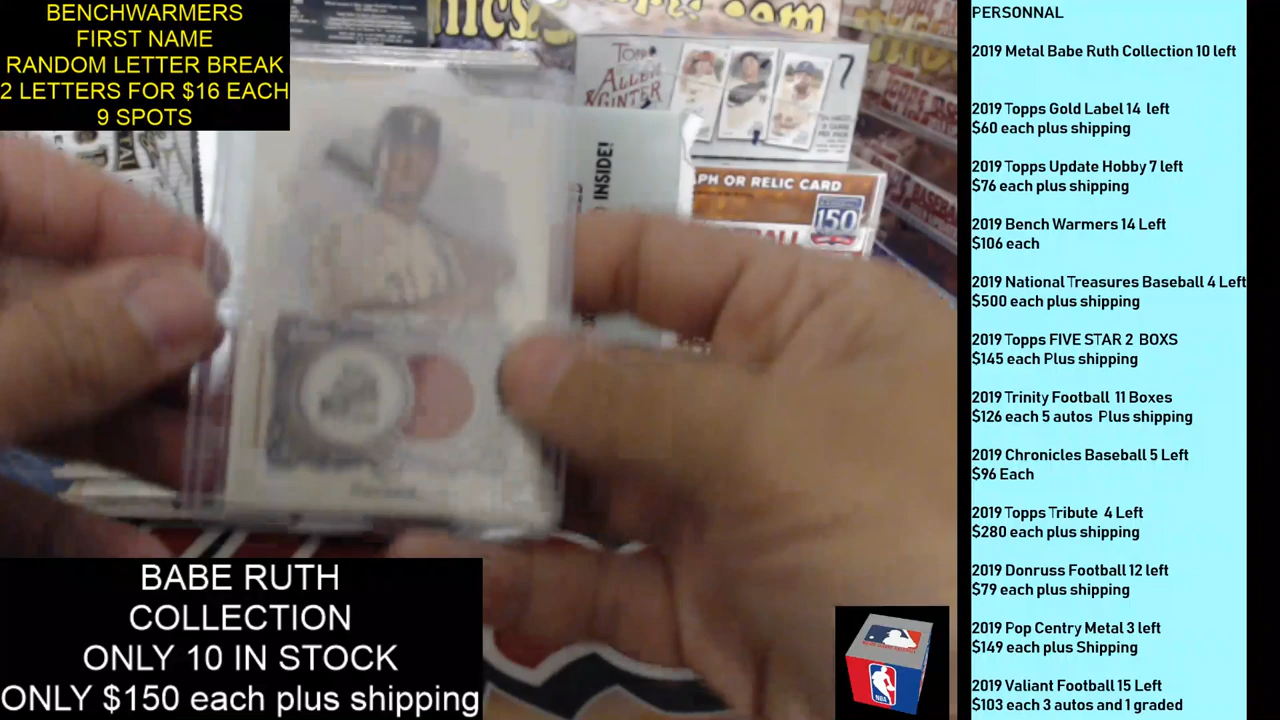 BENCHWARMERS
FIRST NAME
RANDOM LETTER BREAK
2 LETTERS FOR $16 EACH
9 SPOTS
TOPPS
ALLEN
& GINTER
7
INSIDE!
PH OR RELIC CARD
150
BABE RUTH
COLLECTION
ONLY 10 IN STOCK
ONLY $150 each plus shipping
NBA
PERSONNAL
2019 Metal Babe Ruth Collection 10 left
2019 Topps Gold Label 14 left
$60 each plus shipping
2019 Topps Update Hobby 7 left
$76 each plus shipping
2019 Bench Warmers 14 Left
$106 each
2019 National Treasures Baseball 4 Left
$500 each plus shipping
2019 Topps FIVE STAR 2 BOXS
$145 each Plus shipping
2019 Trinity Football 11 Boxes
$126 each 5 autos Plus shipping
2019 Chronicles Baseball 5 Left
$96 Each
2019 Topps Tribute 4 Left
$280 each plus shipping
2019 Donruss Football 12 left
$79 each plus shipping
2019 Pop Centry Metal 3 left
$149 each plus Shipping
2019 Valiant Football 15 Left
$103 each 3 autos and 1 graded